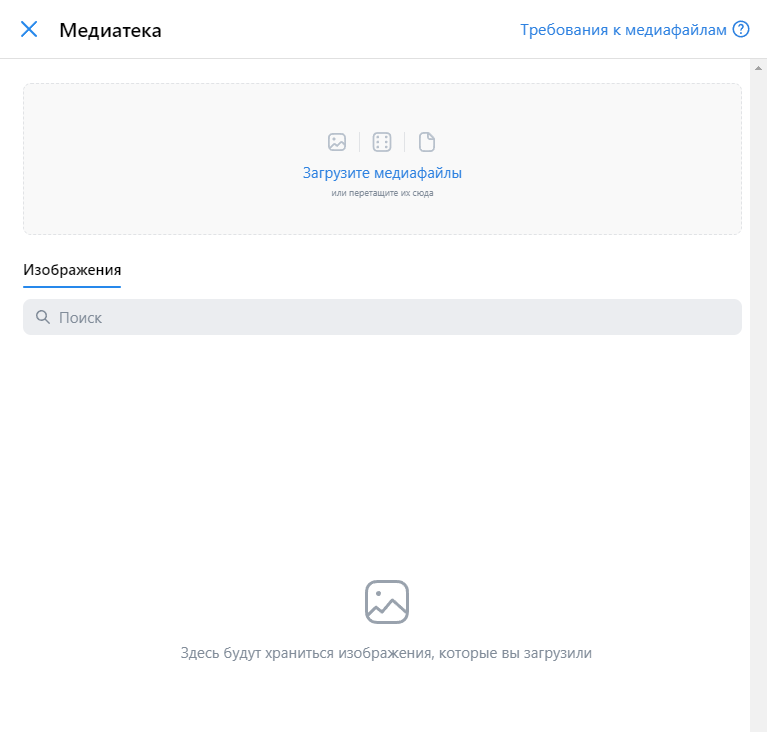 Медиатека
Требования к медиафайлам
Загрузите медиафайлы
или перетащите их сюда
Изображения
Поиск
Здесь будут храниться изображения, которые вы загрузили